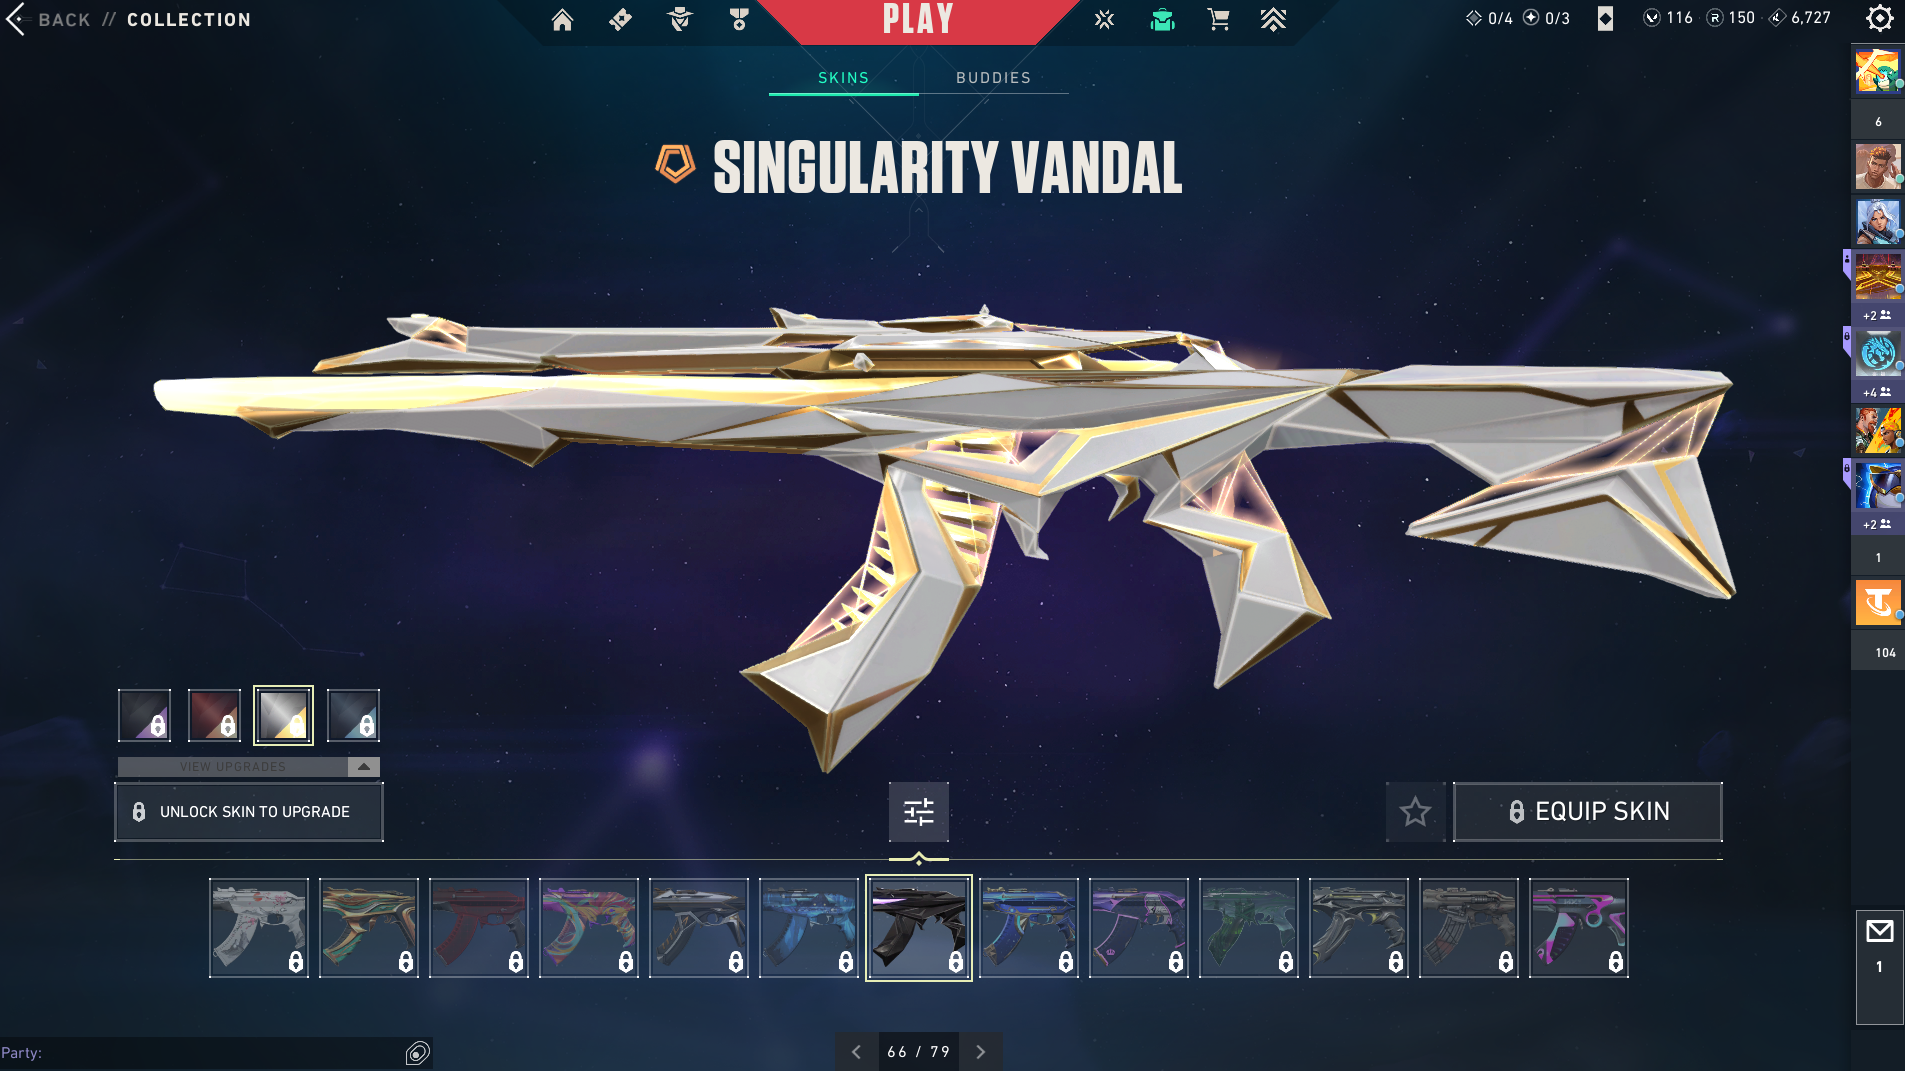 BACK // COLLECTION
PLAY
0/4 0/3 116 150 6,727
SKINS BUDDIES
SINGULARITY VANDAL
6
+2
+4
+2
1
104
VIEW UPGRADES
UNLOCK SKIN TO UPGRADE
EQUIP SKIN
1
Party:
66 / 79